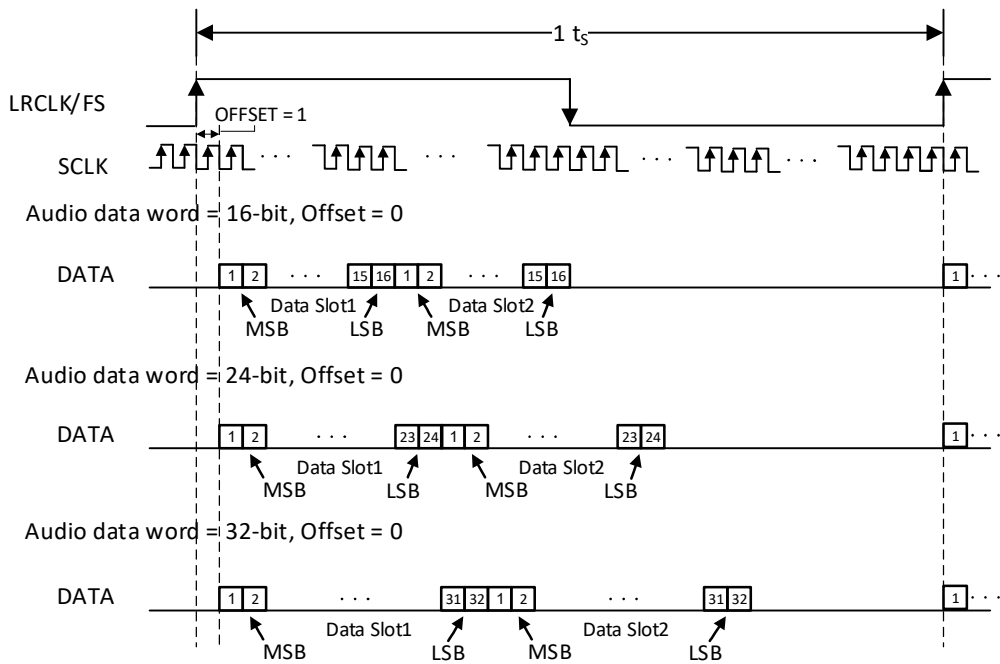 1 tS
LRCLK/FS
OFFSET = 1
SCLK
Audio data word = 16-bit, Offset = 0
DATA 1 2 . . . 15 16 1 2 . . . 15 16 1 . . .
Data Slot1 Data Slot2
MSB LSB MSB LSB
Audio data word = 24-bit, Offset = 0
DATA 1 2 . . . 23 24 1 2 . . . 23 24 1 . . .
Data Slot1 Data Slot2
MSB LSB MSB LSB
Audio data word = 32-bit, Offset = 0
DATA 1 2 . . . 31 32 1 2 . . . 31 32 1 . . .
Data Slot1 Data Slot2
MSB LSB MSB LSB